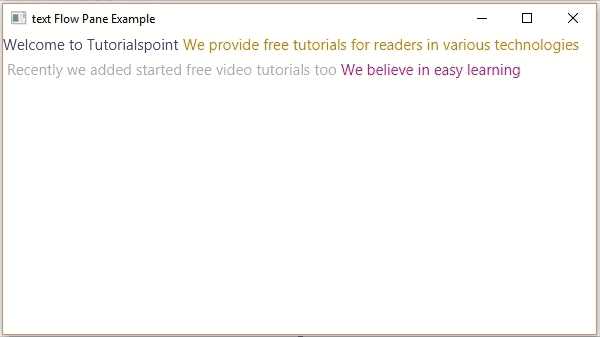 text Flow Pane Example
Welcome to Tutorialspoint We provide free tutorials for readers in various technologies
Recently we added started free video tutorials too We believe in easy learning